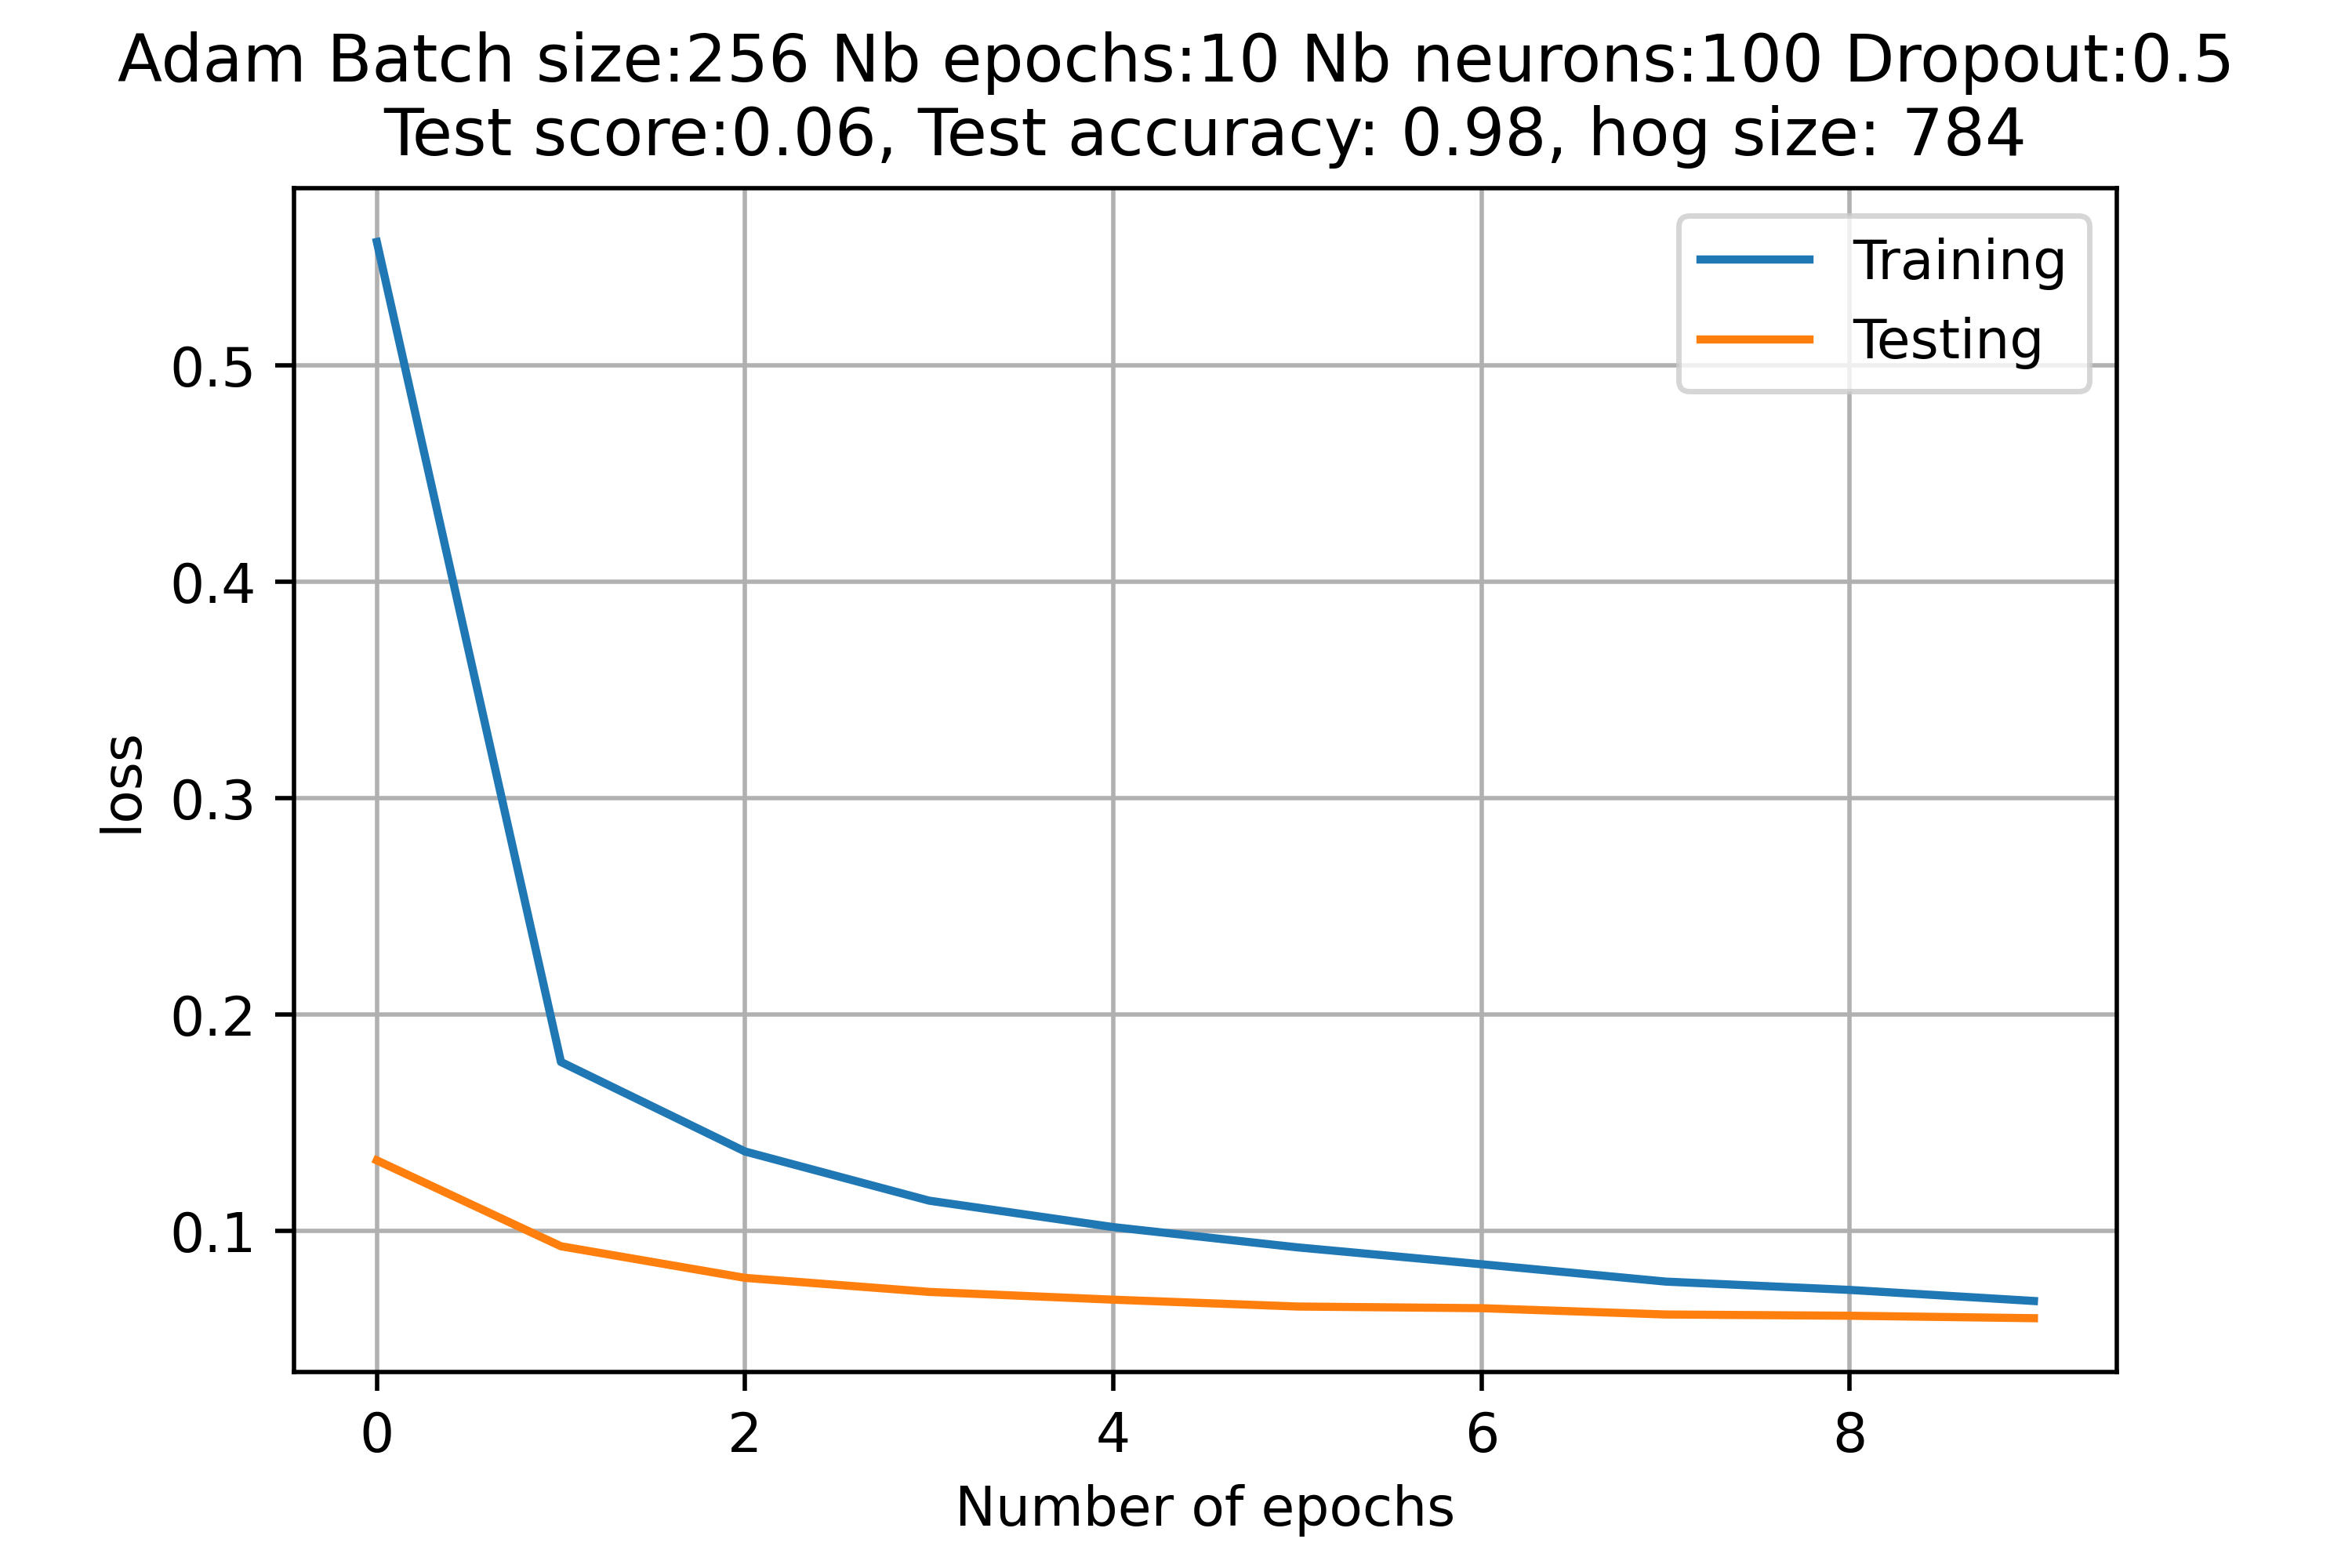 Adam Batch size:256 Nb epochs:10 Nb neurons:100 Dropout:0.5
Test score:0.06, Test accuracy: 0.98, hog size: 784
Training
Testing
0.5
0.4
0.3
0.2
0.1
loss
0 2 4 6 8
Number of epochs